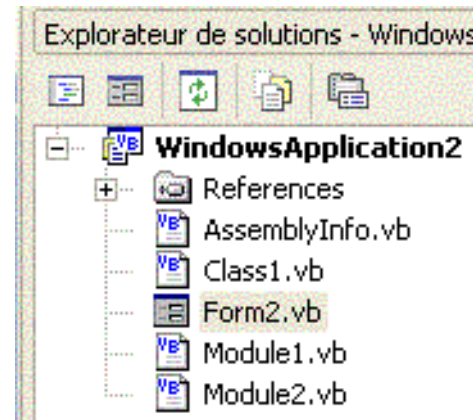 Explorateur de solutions - Windows
WindowsApplication2
References
AssemblyInfo.vb
Class1.vb
Form2.vb
Module1.vb
Module2.vb